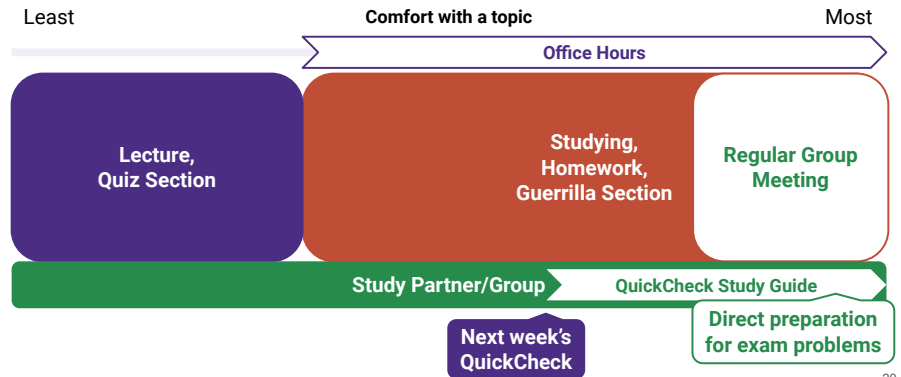 Least
Comfort with a topic
Most
Office Hours
Lecture,
Quiz Section
Studying,
Homework,
Guerrilla Section
Regular Group
Meeting
Study Partner/Group
QuickCheck Study Guide
Next week's
QuickCheck
Direct preparation
for exam problems